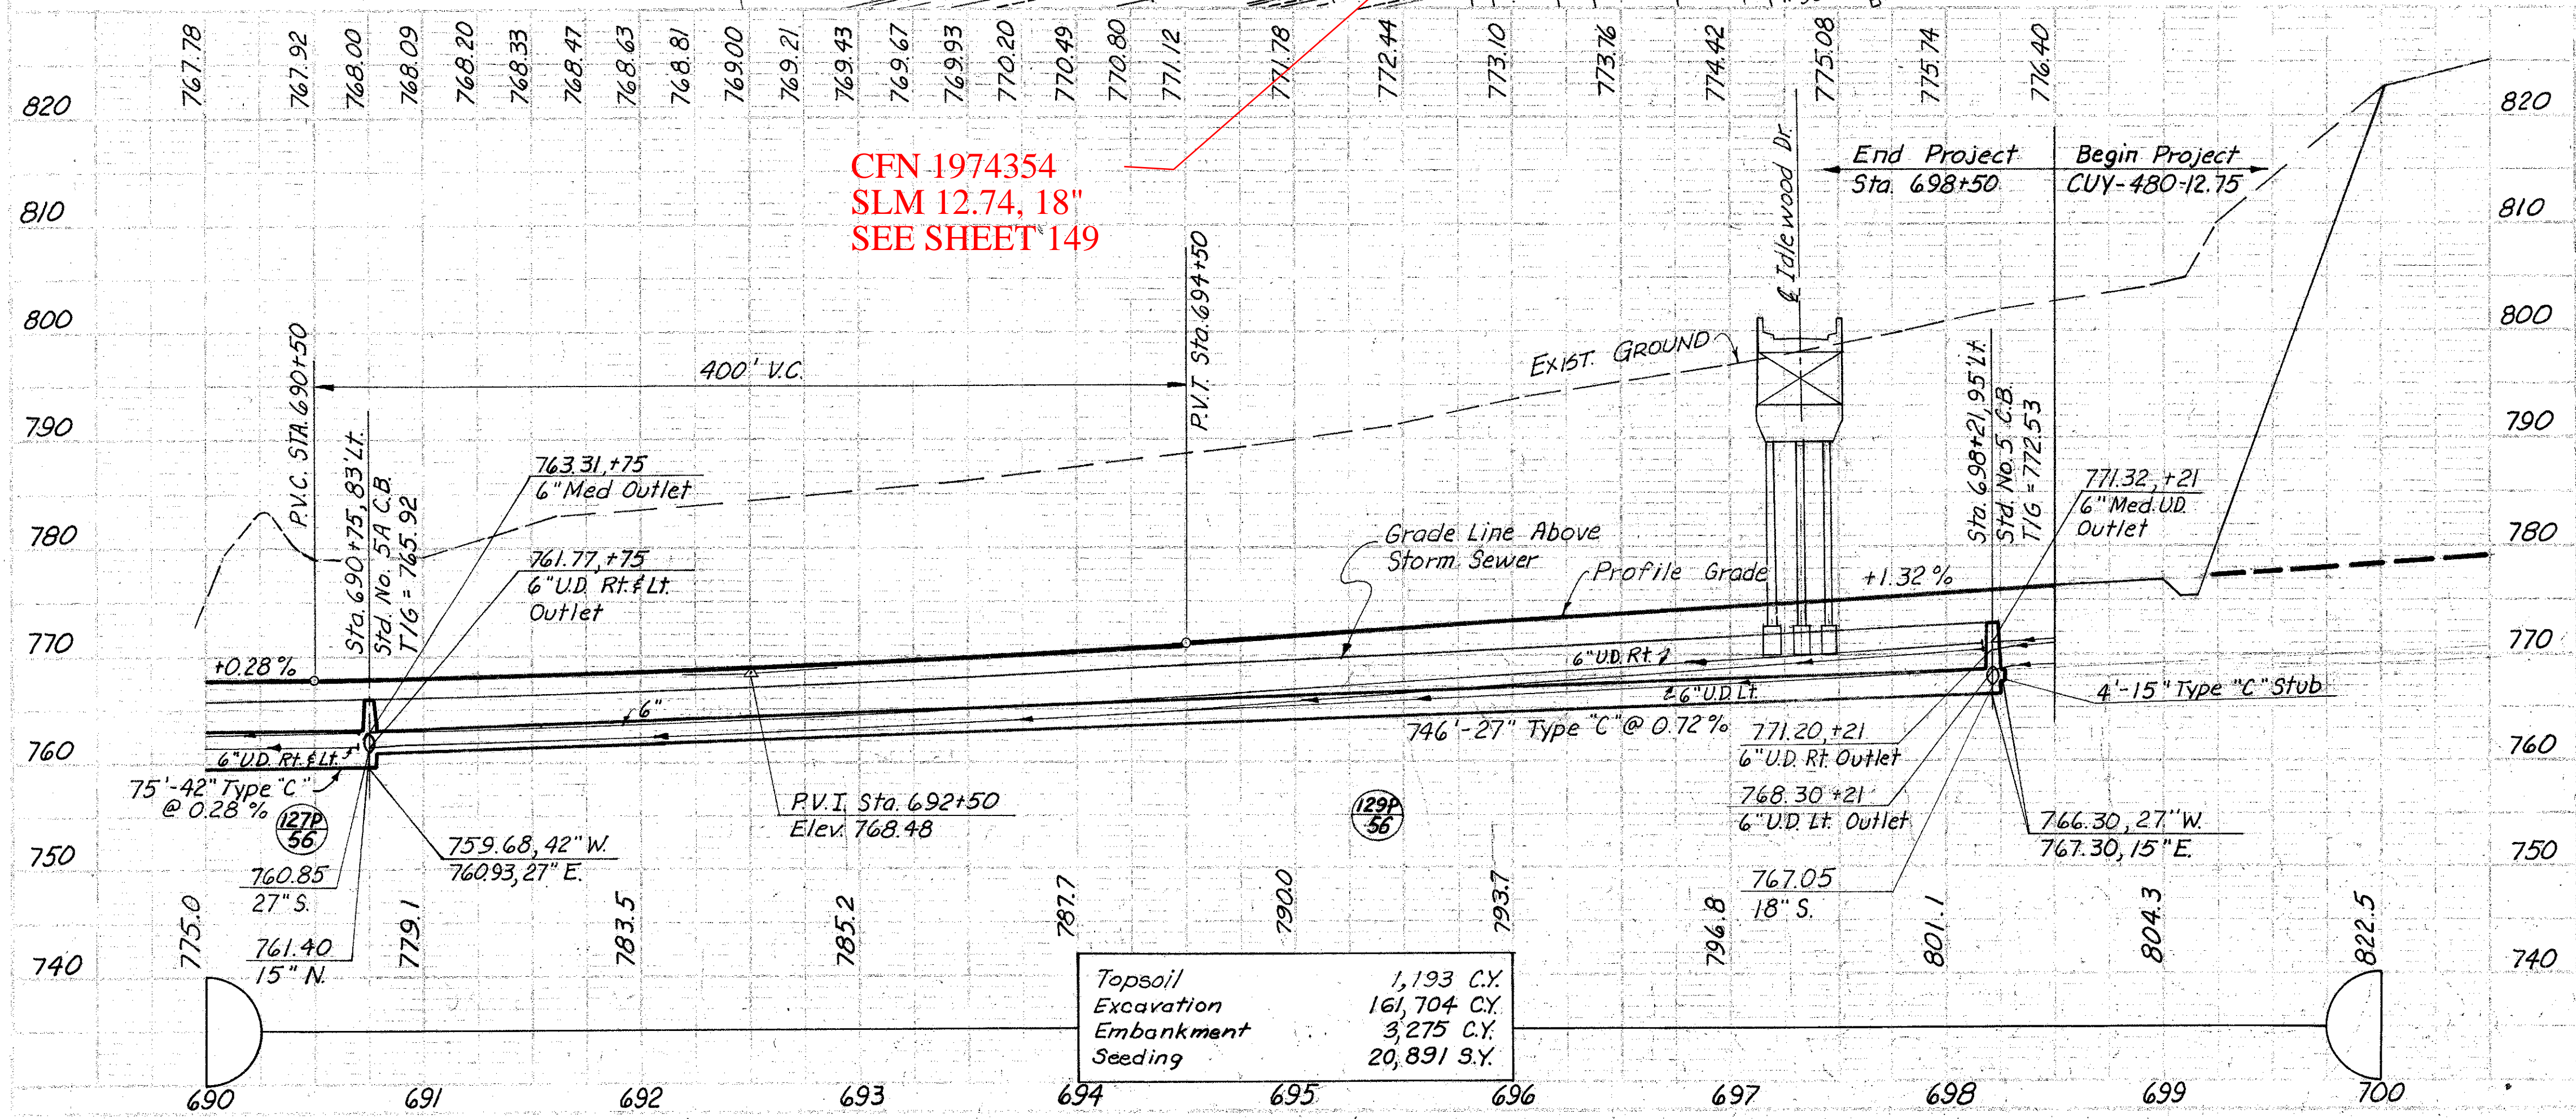 767.78
767.92
768.00
768.09
768.20
768.33
768.47
768.63
768.81
769.00
769.21
769.43
769.67
769.93
770.20
770.49
770.80
771.12
771.78
772.44
773.10
773.76
774.42
775.08
775.74
776.40
820
820
CFN 1974354
SLM 12.74, 18"
SEE SHEET 149
℄ Idlewood Dr.
End Project
Sta. 698+50
Begin Project
CUY-480-12.75
810
810
800
800
P.V.C. STA. 690+50
400' V.C.
P.V.T. Sta. 694+50
EXIST. GROUND
790
790
Sta. 690+75, 83' Lt.
Std. No. 5A C.B.
T/G = 765.92
763.31, +75
6" Med Outlet
761.77, +75
6" U.D. Rt. & Lt.
Outlet
Sta. 698+21, 95' Lt.
Std. No. 5 C.B.
T/G = 772.53
771.32, +21
6" Med. U.D.
Outlet
780
780
Grade Line Above
Storm Sewer
Profile Grade
+1.32 %
770
770
+0.28 %
6" U.D. Rt.
6" U.D. Lt.
4'-15" Type "C" Stub
6"
746'-27" Type "C" @ 0.72 %
760
760
6" U.D. Rt. & Lt.
75'-42" Type "C"
@ 0.28 %
127P
56
P.V.I. Sta. 692+50
Elev. 768.48
129P
56
771.20, +21
6" U.D. Rt. Outlet
768.30 +21
6" U.D. Lt. Outlet
766.30, 27" W.
767.30, 15" E.
759.68, 42" W.
760.93, 27" E.
750
750
760.85
27" S.
767.05
18" S.
761.40
15" N.
740
740
775.0
779.1
783.5
785.2
787.7
790.0
793.7
796.8
801.1
804.3
822.5
Topsoil 1,193 C.Y.
Excavation 161,704 C.Y.
Embankment 3,275 C.Y.
Seeding 20,891 S.Y.
690
691
692
693
694
695
696
697
698
699
700